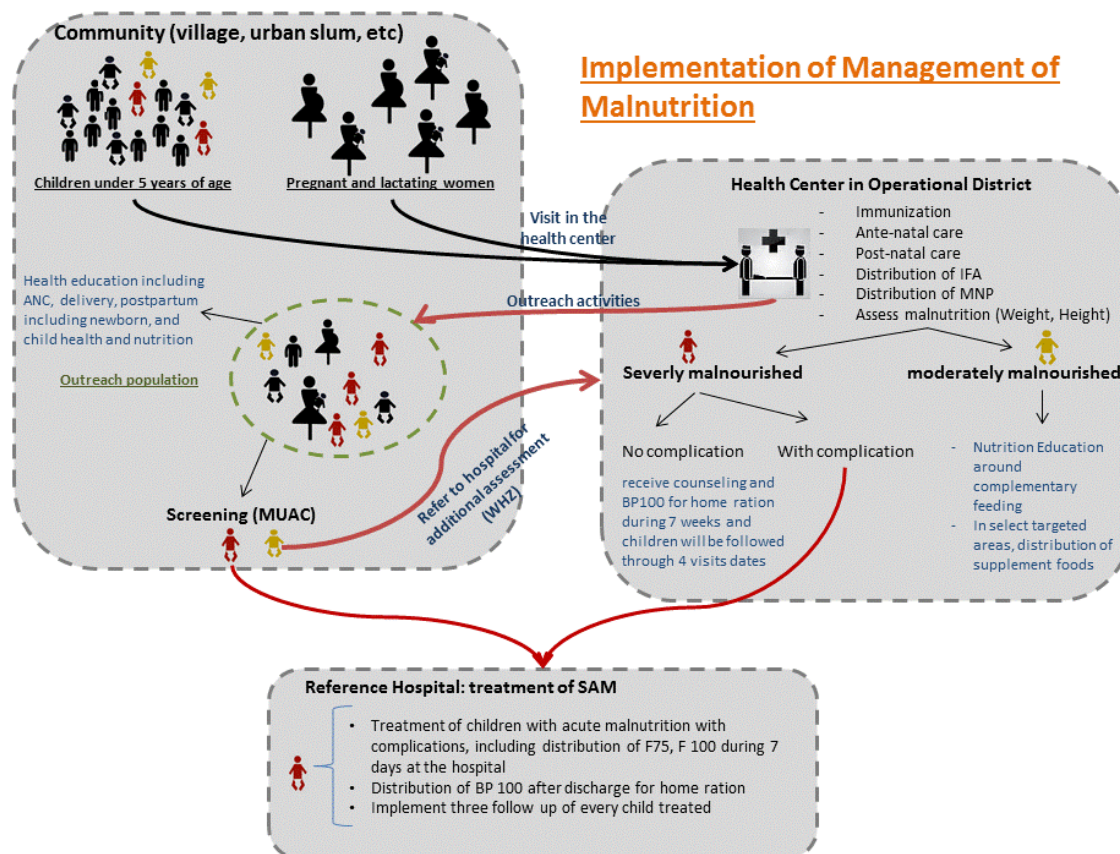 Community (village, urban slum, etc)
Children under 5 years of age
Pregnant and lactating women
Implementation of Management of
Malnutrition
Visit in the
health center
Outreach activities
Health education including
ANC, delivery, postpartum
including newborn, and
child health and nutrition
Outreach population
Screening (MUAC)
Refer to hospital for
additional assessment
(WHZ)
Health Center in Operational District
- Immunization
- Ante-natal care
- Post-natal care
- Distribution of IFA
- Distribution of MNP
- Assess malnutrition (Weight, Height)
Severly malnourished
moderately malnourished
No complication
With complication
receive counseling and
BP100 for home ration
during 7 weeks and
children will be followed
through 4 visits dates
- Nutrition Education
around
complementary
feeding
- In select targeted
areas, distribution of
supplement foods
Reference Hospital: treatment of SAM
• Treatment of children with acute malnutrition with
complications, including distribution of F75, F 100 during 7
days at the hospital
• Distribution of BP 100 after discharge for home ration
• Implement three follow up of every child treated